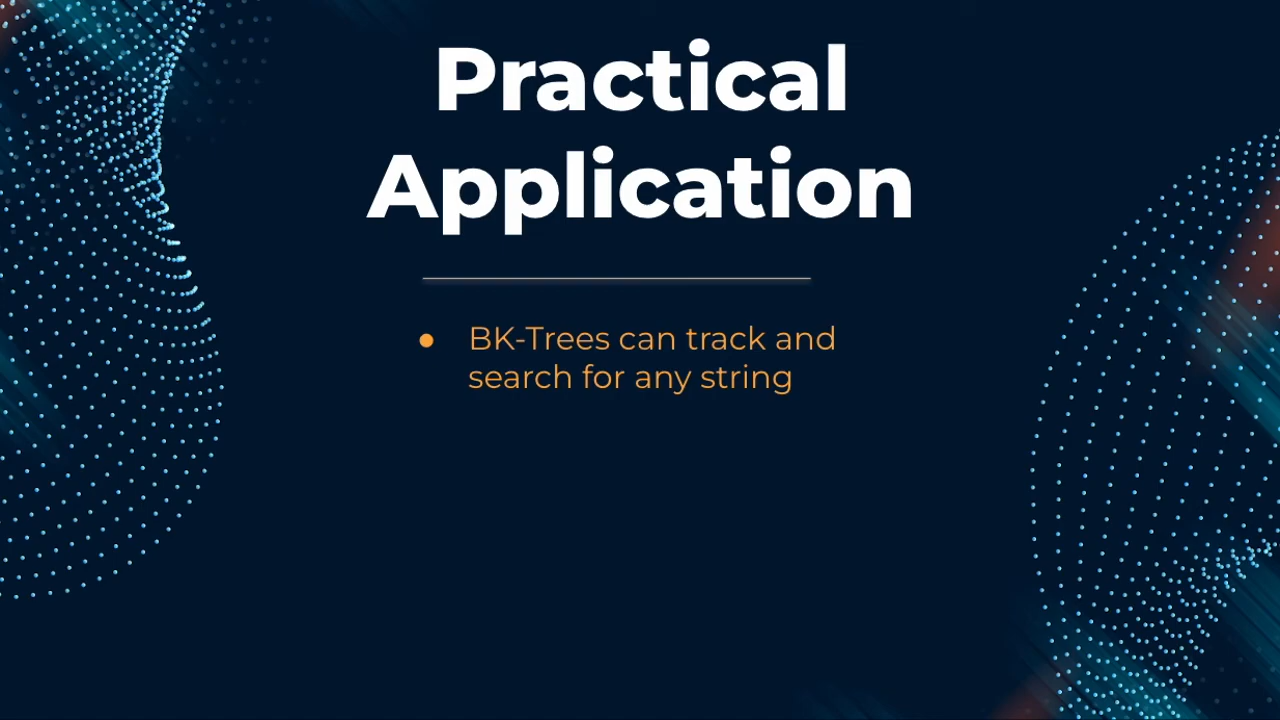 Practical
Application
● BK-Trees can track and
search for any string